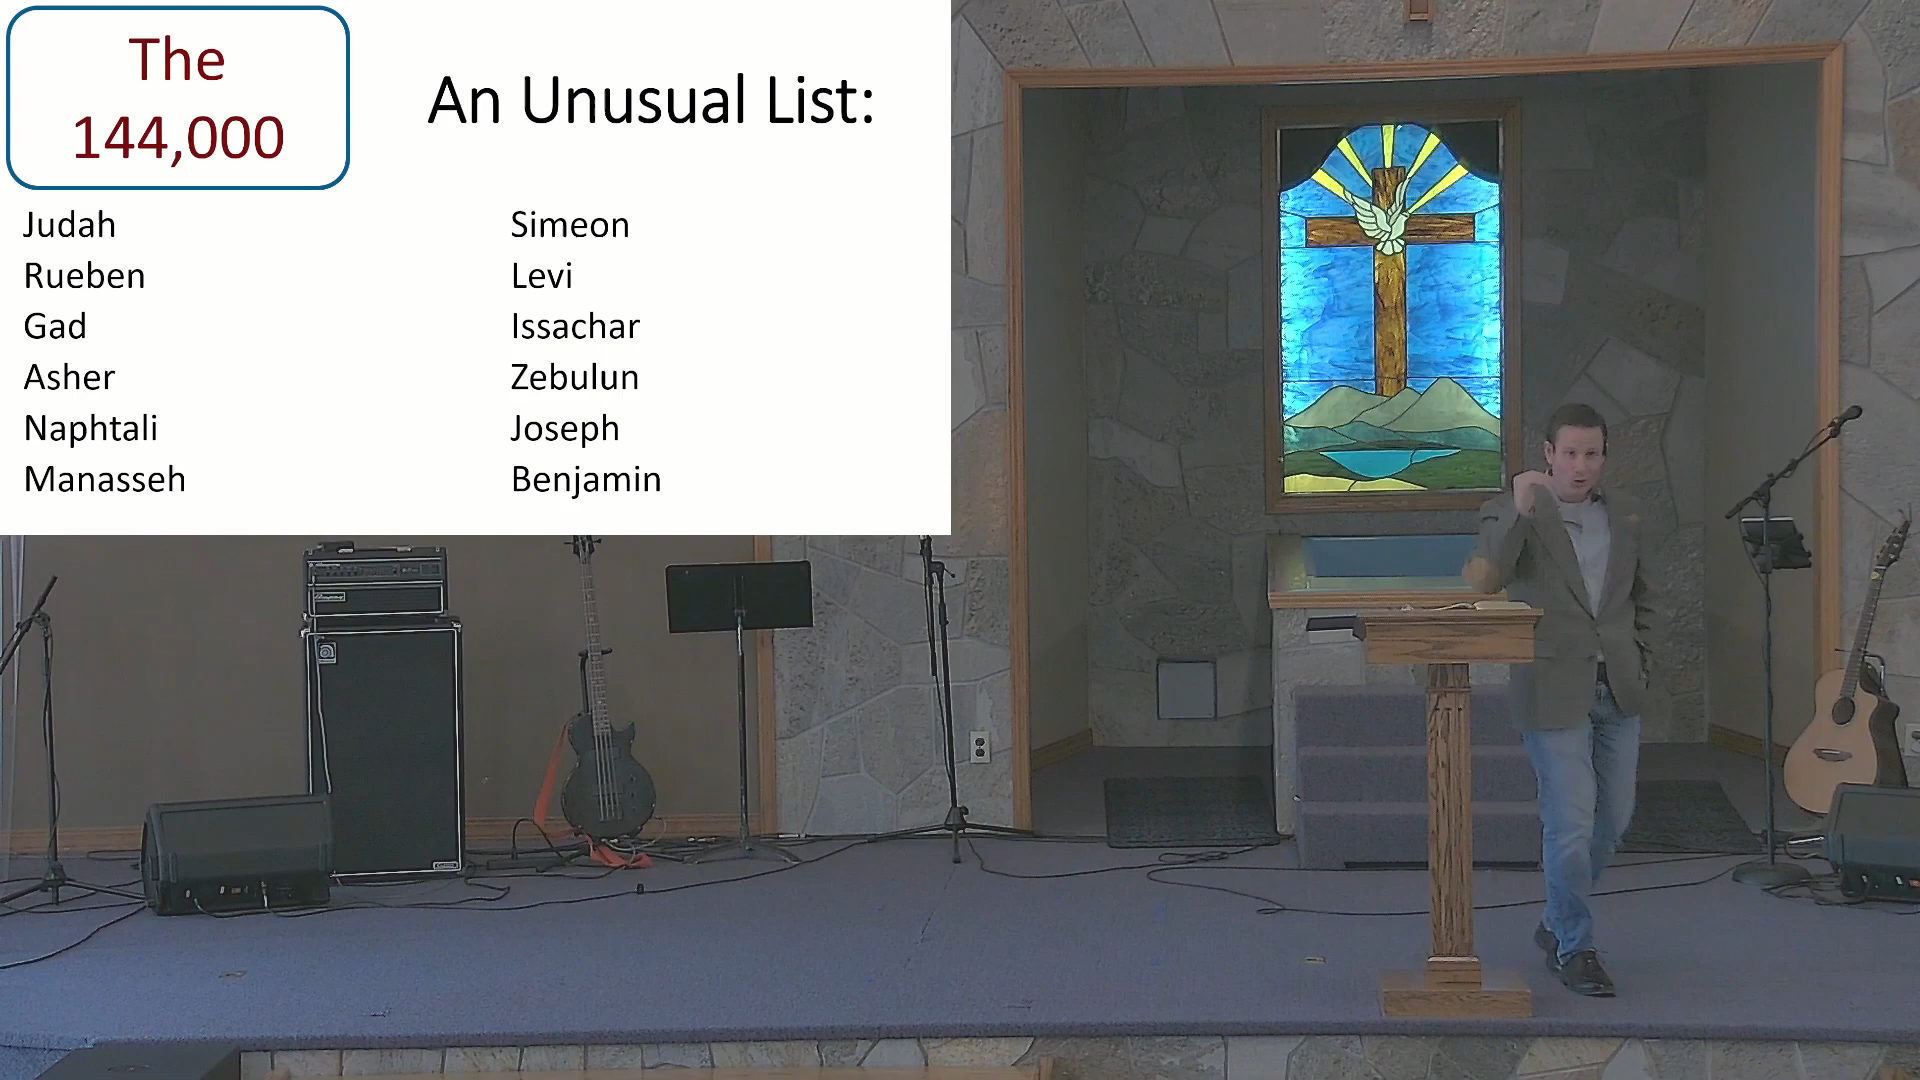 The
144,000
An Unusual List:
Judah
Rueben
Gad
Asher
Naphtali
Manasseh
Simeon
Levi
Issachar
Zebulun
Joseph
Benjamin